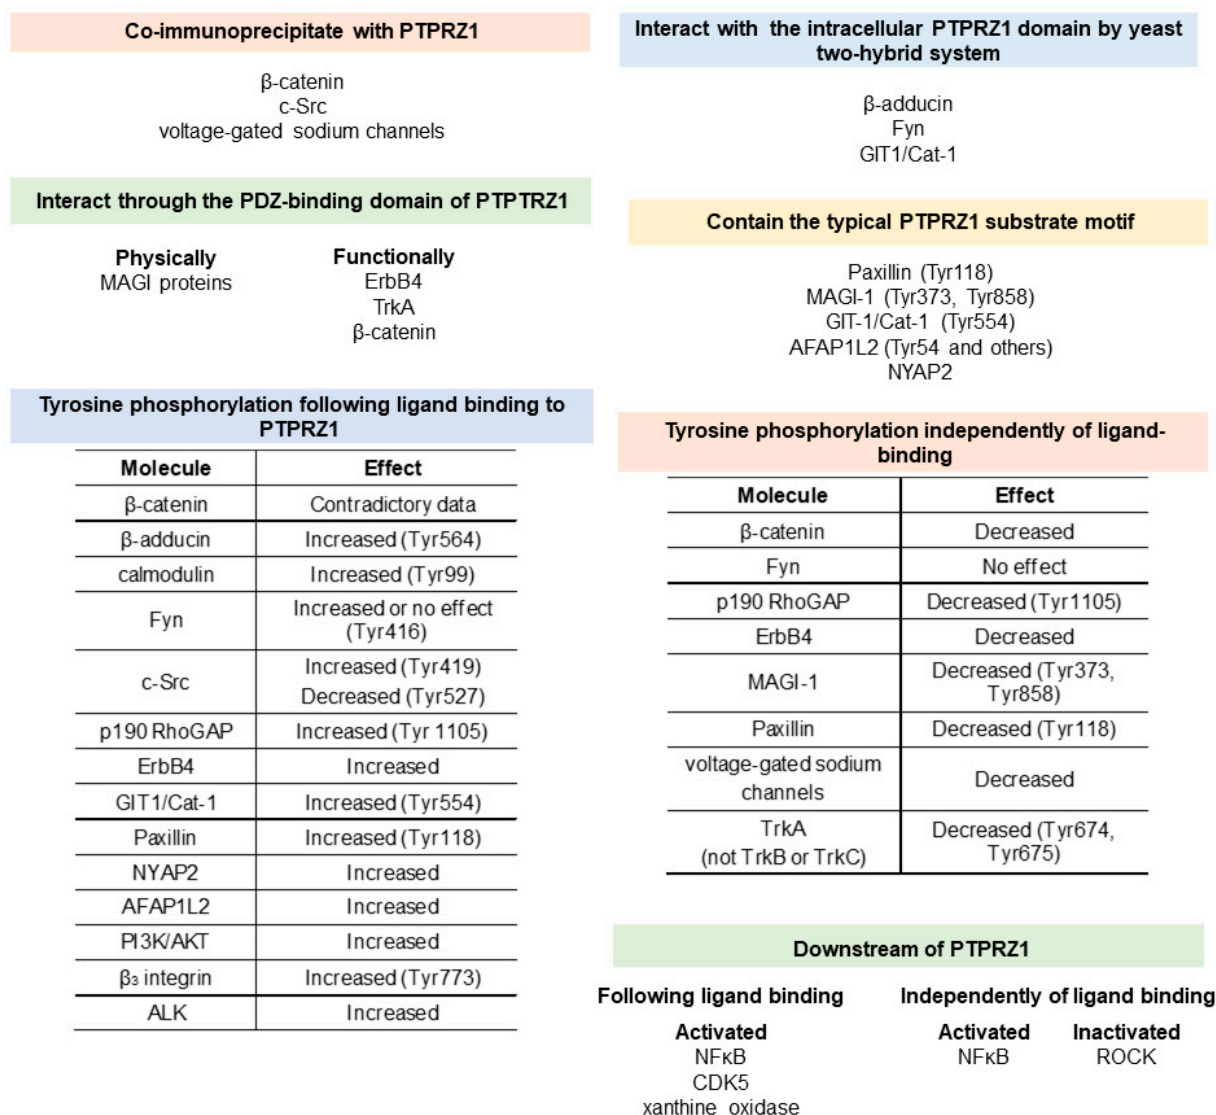 Co-immunoprecipitate with PTPRZ1
β-catenin
c-Src
voltage-gated sodium channels
Interact through the PDZ-binding domain of PTPTRZ1
Physically
MAGI proteins
Functionally
ErbB4
TrkA
β-catenin
Tyrosine phosphorylation following ligand binding to
PTPRZ1
Molecule Effect
β-catenin Contradictory data
β-adducin Increased (Tyr564)
calmodulin Increased (Tyr99)
Fyn Increased or no effect
(Tyr416)
c-Src Increased (Tyr419)
Decreased (Tyr527)
p190 RhoGAP Increased (Tyr 1105)
ErbB4 Increased
GIT1/Cat-1 Increased (Tyr554)
Paxillin Increased (Tyr118)
NYAP2 Increased
AFAP1L2 Increased
PI3K/AKT Increased
β₃ integrin Increased (Tyr773)
ALK Increased
Interact with the intracellular PTPRZ1 domain by yeast
two-hybrid system
β-adducin
Fyn
GIT1/Cat-1
Contain the typical PTPRZ1 substrate motif
Paxillin (Tyr118)
MAGI-1 (Tyr373, Tyr858)
GIT-1/Cat-1 (Tyr554)
AFAP1L2 (Tyr54 and others)
NYAP2
Tyrosine phosphorylation independently of ligand-
binding
Molecule Effect
β-catenin Decreased
Fyn No effect
p190 RhoGAP Decreased (Tyr1105)
ErbB4 Decreased
MAGI-1 Decreased (Tyr373,
Tyr858)
Paxillin Decreased (Tyr118)
voltage-gated sodium
channels Decreased
TrkA Decreased (Tyr674,
(not TrkB or TrkC) Tyr675)
Downstream of PTPRZ1
Following ligand binding
Activated
NFκB
CDK5
xanthine oxidase
Independently of ligand binding
Activated Inactivated
NFκB ROCK